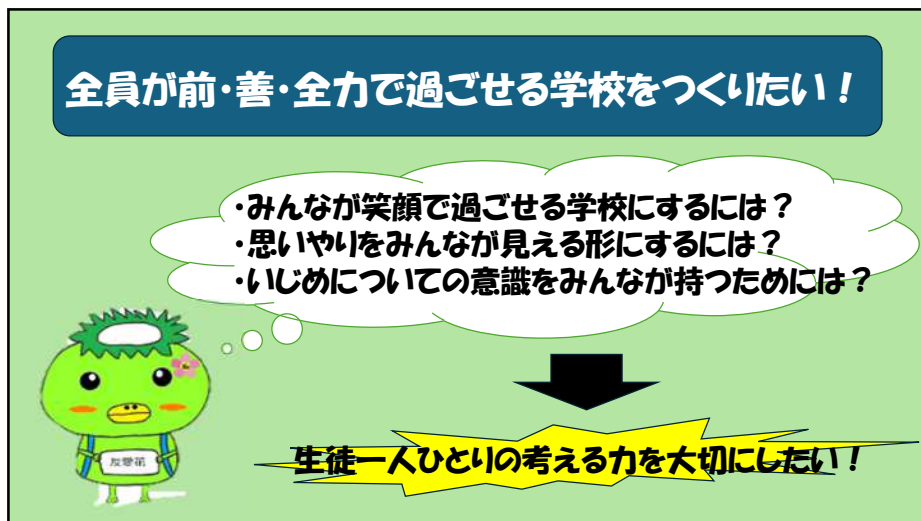 全員が前・善・全力で過ごせる学校をつくりたい！
・みんなが笑顔で過ごせる学校にするには？
・思いやりをみんなが見える形にするには？
・いじめについての意識をみんなが持つためには？
友愛花
生徒一人ひとりの考える力を大切にしたい！